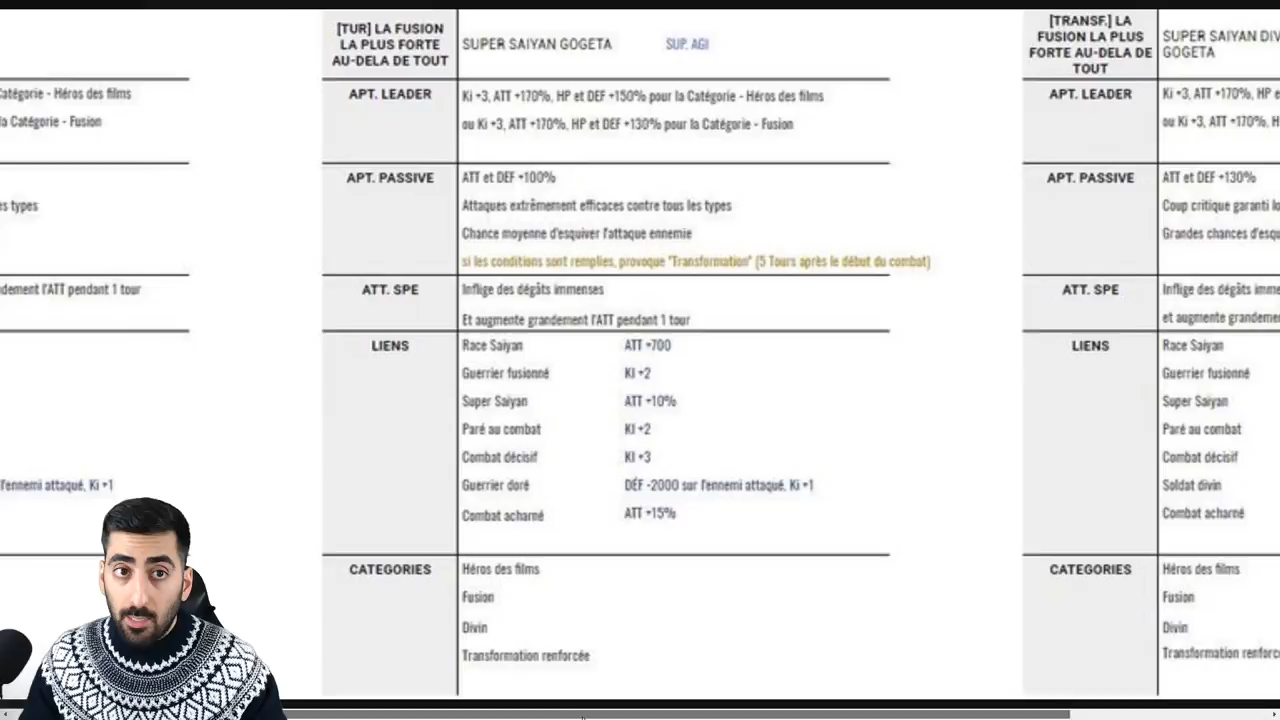 Catégorie - Héros des films
la Catégorie - Fusion
es types
dement l'ATT pendant 1 tour
l'ennemi attaqué, Ki +1
[TUR] LA FUSION
LA PLUS FORTE
AU-DELA DE TOUT
SUPER SAIYAN GOGETA
SUP. AGI
APT. LEADER
Ki +3, ATT +170%, HP et DEF +150% pour la Catégorie - Héros des films
ou Ki +3, ATT +170%, HP et DEF +130% pour la Catégorie - Fusion
APT. PASSIVE
ATT et DEF +100%
Attaques extrêmement efficaces contre tous les types
Chance moyenne d'esquiver l'attaque ennemie
si les conditions sont remplies, provoque "Transformation" (5 Tours après le début du combat)
ATT. SPE
Inflige des dégâts immenses
Et augmente grandement l'ATT pendant 1 tour
LIENS
Race Saiyan ATT +700
Guerrier fusionné KI +2
Super Saiyan ATT +10%
Paré au combat KI +2
Combat décisif KI +3
Guerrier doré DÉF -2000 sur l'ennemi attaqué, Ki +1
Combat acharné ATT +15%
CATEGORIES
Héros des films
Fusion
Divin
Transformation renforcée
[TRANSF.] LA
FUSION LA PLUS
FORTE AU-DELA DE
TOUT
SUPER SAIYAN DIV
GOGETA
APT. LEADER
Ki +3, ATT +170%, HP e
ou Ki +3, ATT +170%, H
APT. PASSIVE
ATT et DEF +130%
Coup critique garanti lo
Grandes chances d'esqu
ATT. SPE
Inflige des dégâts imme
et augmente grandeme
LIENS
Race Saiyan
Guerrier fusionné
Super Saiyan
Paré au combat
Combat décisif
Soldat divin
Combat acharné
CATEGORIES
Héros des films
Fusion
Divin
Transformation renforc